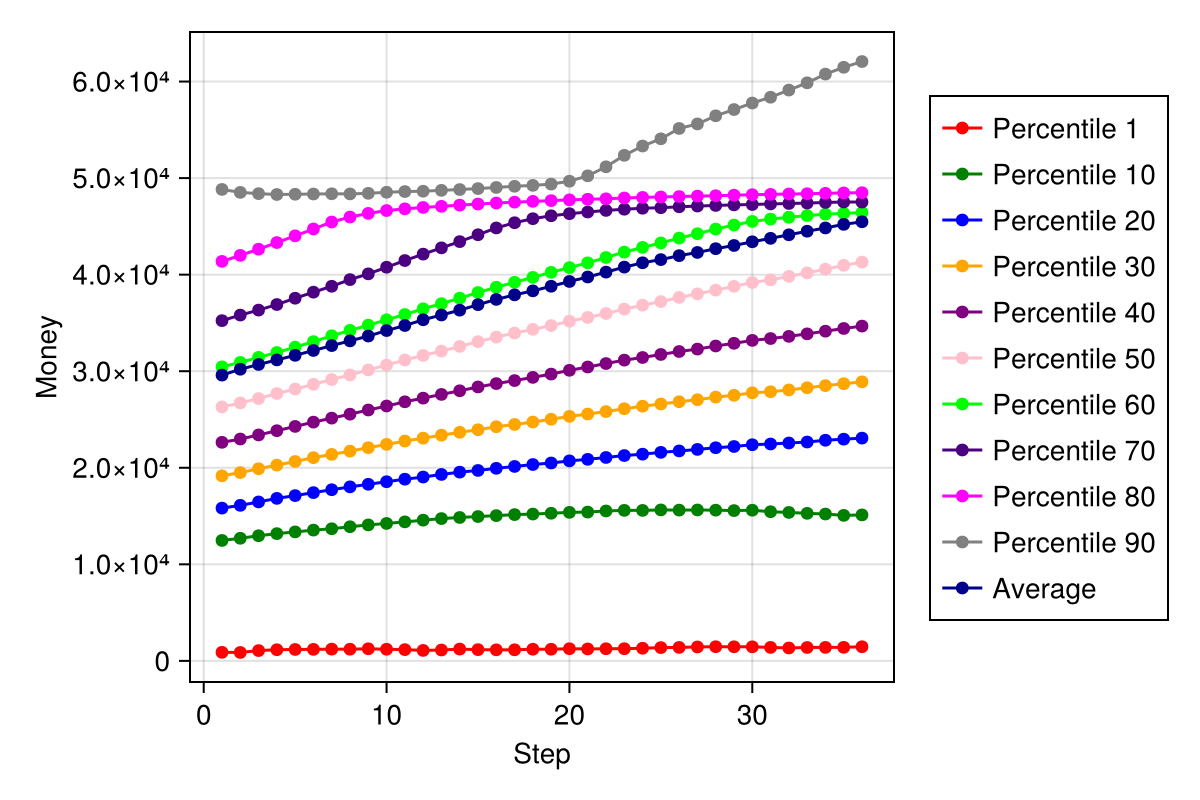 6.0×10⁴
5.0×10⁴
4.0×10⁴
3.0×10⁴
2.0×10⁴
1.0×10⁴
0
Money
0 10 20 30
Step
Percentile 1
Percentile 10
Percentile 20
Percentile 30
Percentile 40
Percentile 50
Percentile 60
Percentile 70
Percentile 80
Percentile 90
Average